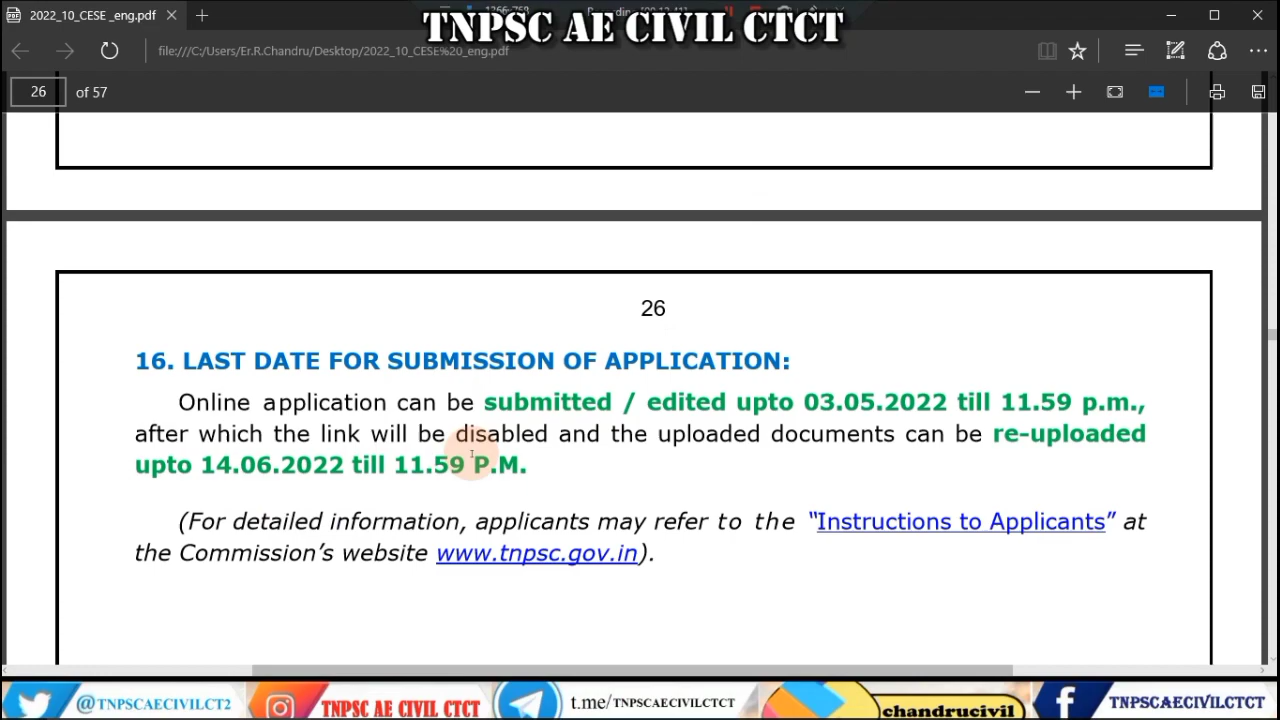 2022_10_CESE _eng.pdf
TNPSC AE CIVIL CTCT
file:///C:/Users/Er.R.Chandru/Desktop/2022_10_CESE%20_eng.pdf
26 of 57
26
16. LAST DATE FOR SUBMISSION OF APPLICATION:
Online application can be submitted / edited upto 03.05.2022 till 11.59 p.m.,
after which the link will be disabled and the uploaded documents can be re-uploaded
upto 14.06.2022 till 11.59 P.M.
(For detailed information, applicants may refer to the “Instructions to Applicants” at
the Commission’s website www.tnpsc.gov.in).
@TNPSCAECIVILCT2 TNPSC AE CIVIL CTCT t.me/TNPSCAECIVILCTCT chandrucivil TNPSCAECIVILCTCT